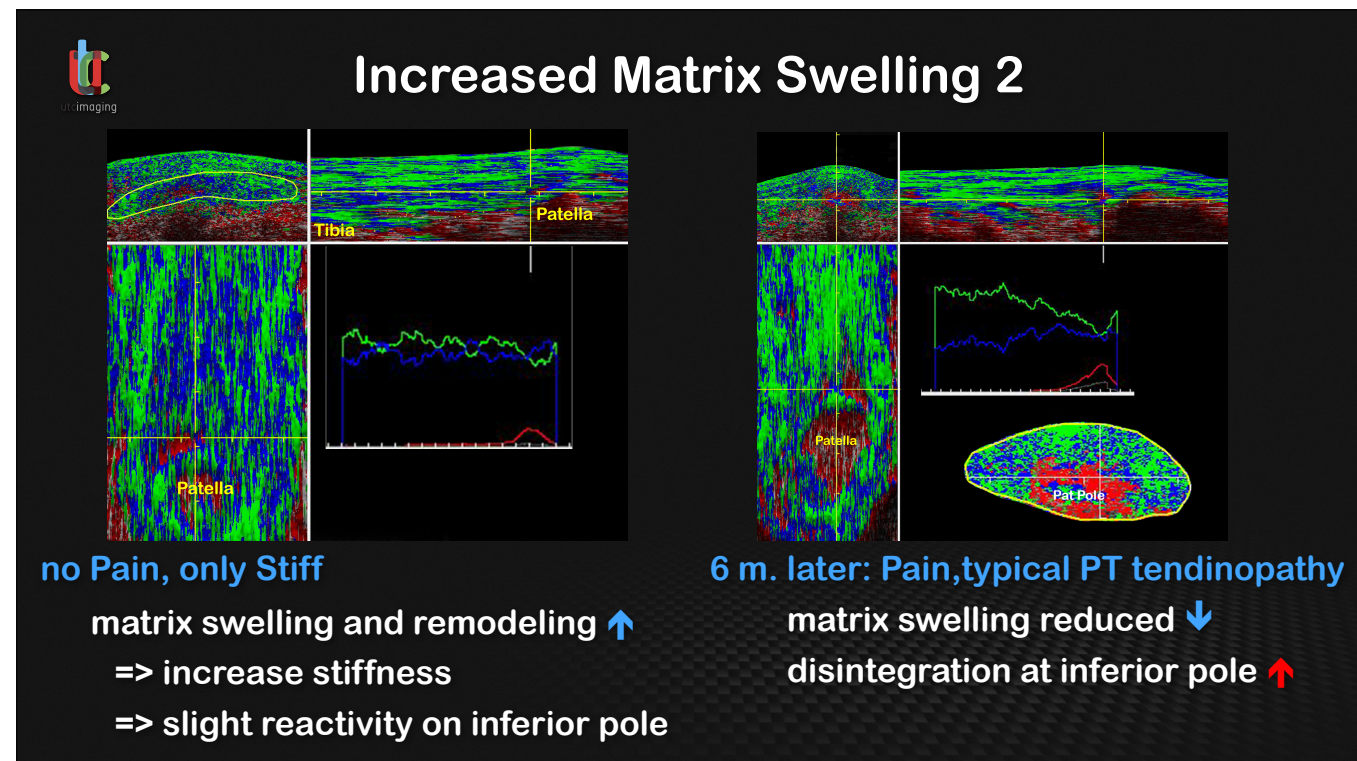 utcimaging
Increased Matrix Swelling 2
Tibia
Patella
Patella
Patella
Pat Pole
no Pain, only Stiff
matrix swelling and remodeling
=> increase stiffness
=> slight reactivity on inferior pole
6 m. later: Pain,typical PT tendinopathy
matrix swelling reduced
disintegration at inferior pole